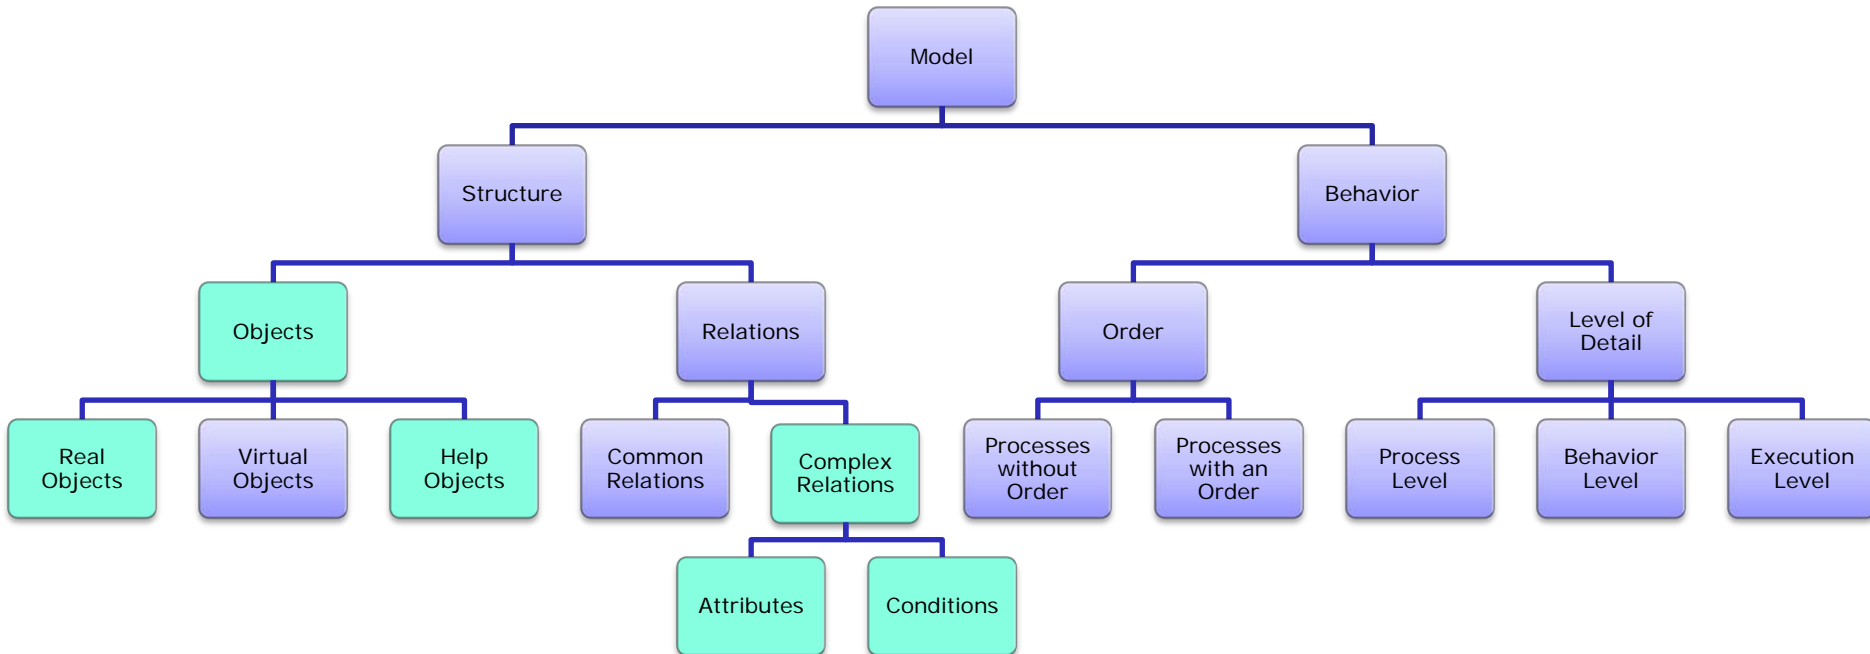 Model
Structure
Behavior
Objects
Relations
Order
Level of
Detail
Real
Objects
Virtual
Objects
Help
Objects
Common
Relations
Complex
Relations
Processes
without
Order
Processes
with an
Order
Process
Level
Behavior
Level
Execution
Level
Attributes
Conditions